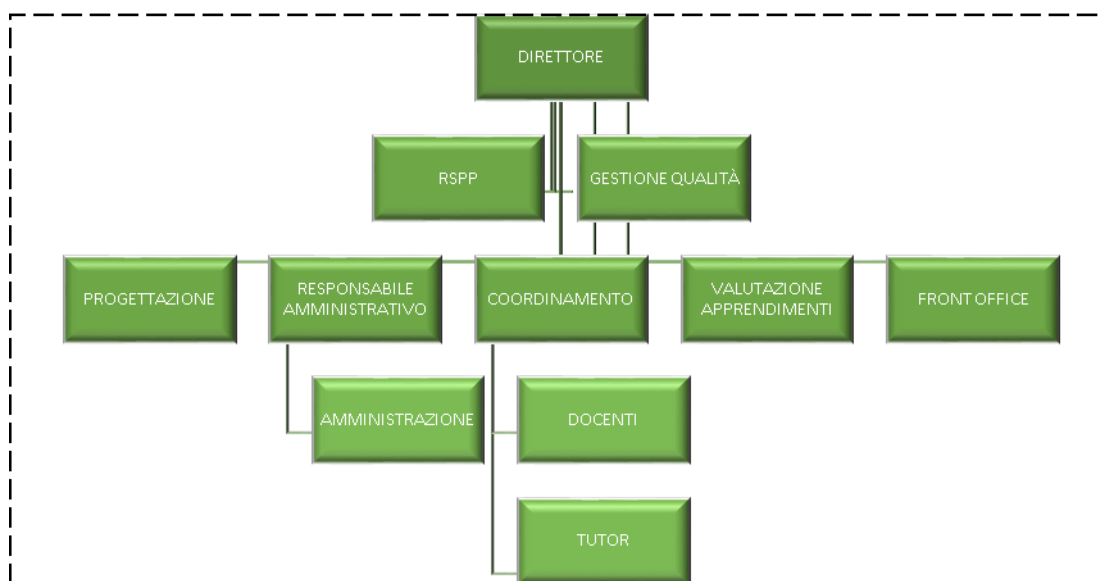 DIRETTORE
RSPP
GESTIONE QUALITÀ
PROGETTAZIONE
RESPONSABILE
AMMINISTRATIVO
COORDINAMENTO
VALUTAZIONE
APPRENDIMENTI
FRONT OFFICE
AMMINISTRAZIONE
DOCENTI
TUTOR